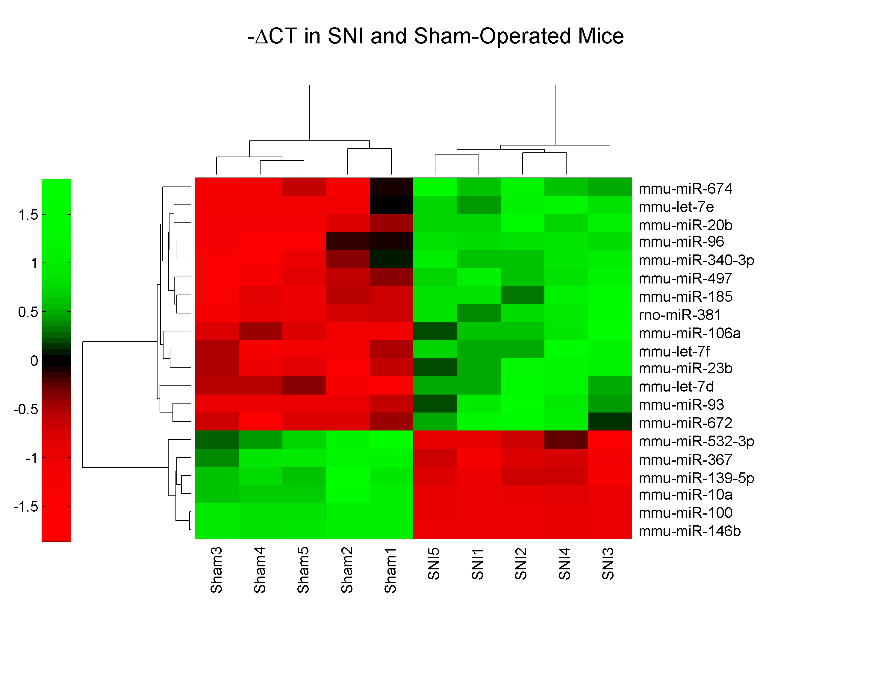 -ΔCT in SNI and Sham-Operated Mice
1.5
1
0.5
0
-0.5
-1
-1.5
mmu-miR-674
mmu-let-7e
mmu-miR-20b
mmu-miR-96
mmu-miR-340-3p
mmu-miR-497
mmu-miR-185
rno-miR-381
mmu-miR-106a
mmu-let-7f
mmu-miR-23b
mmu-let-7d
mmu-miR-93
mmu-miR-672
mmu-miR-532-3p
mmu-miR-367
mmu-miR-139-5p
mmu-miR-10a
mmu-miR-100
mmu-miR-146b
Sham3
Sham4
Sham5
Sham2
Sham1
SNI5
SNI1
SNI2
SNI4
SNI3